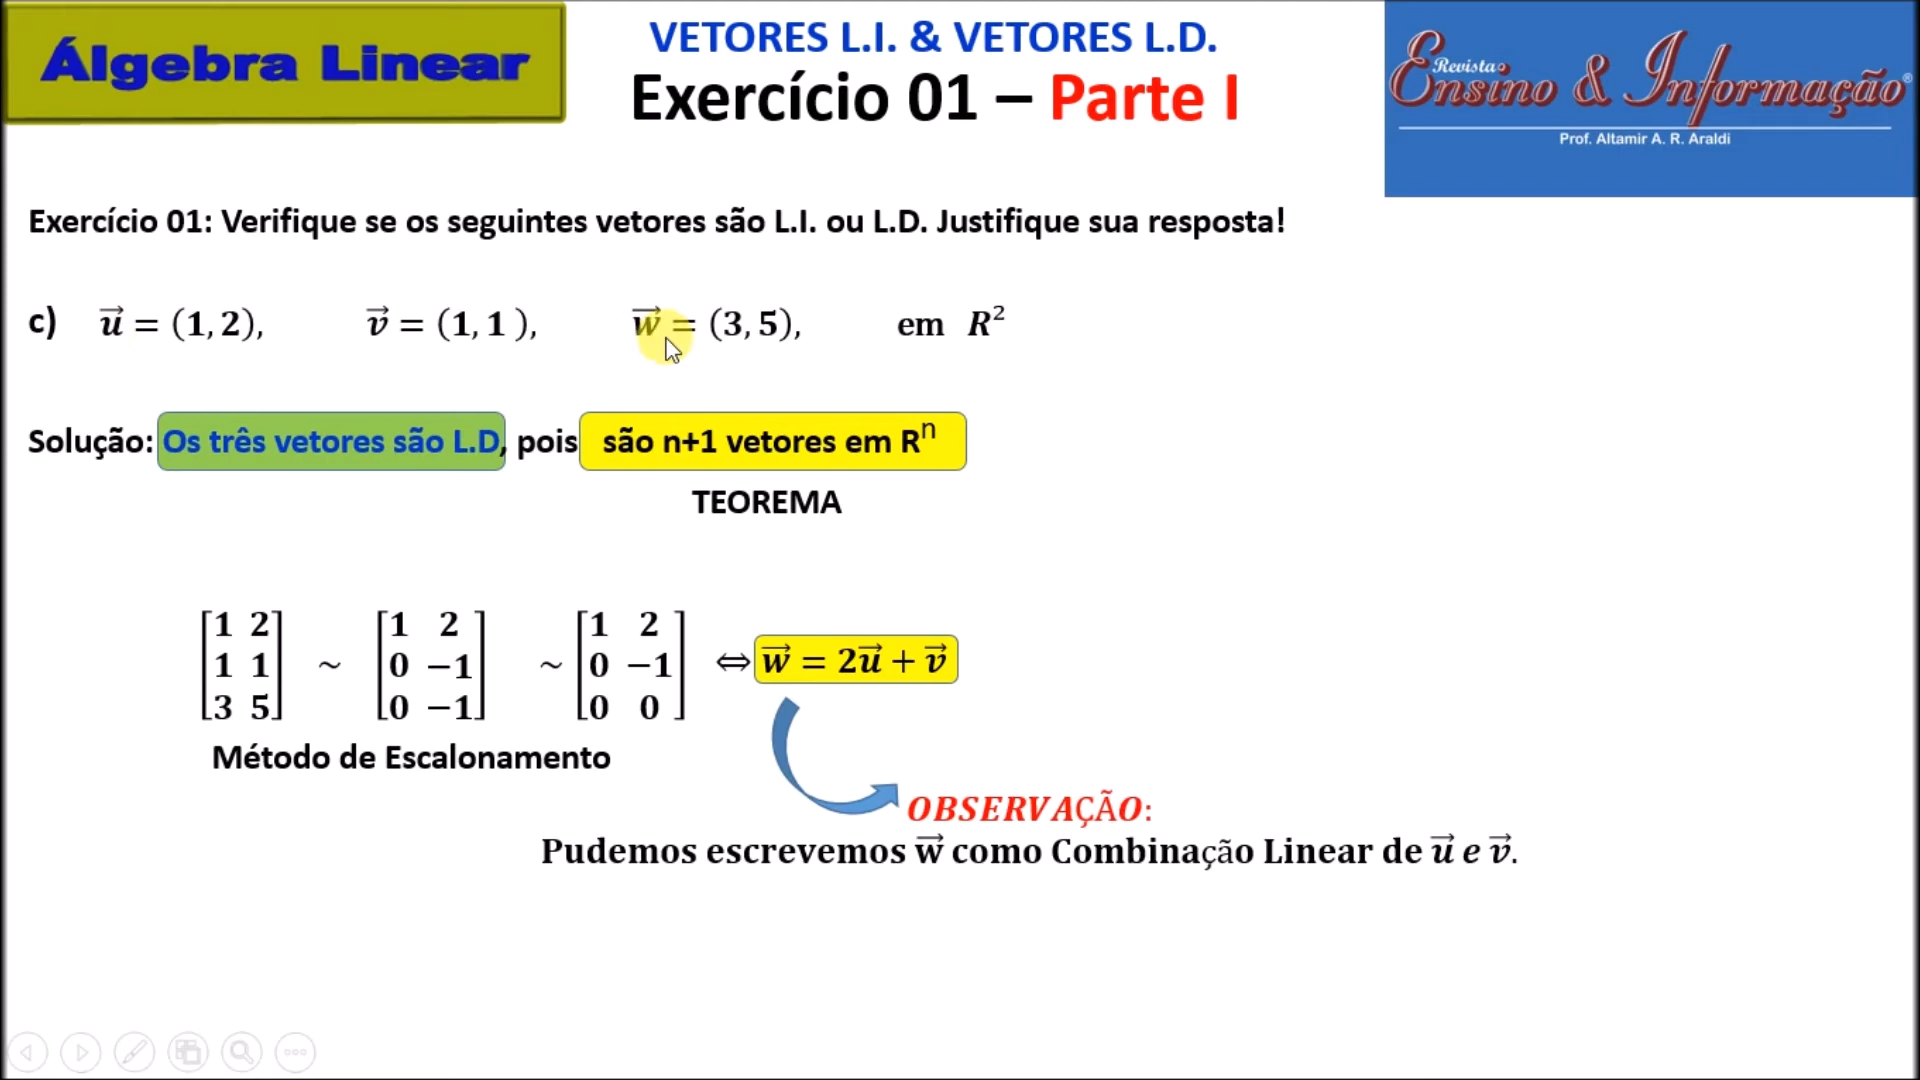 Álgebra Linear
VETORES L.I. & VETORES L.D.
Exercício 01 – Parte I
Revista
Ensino & Informação®
Prof. Altamir A. R. Araldi
Exercício 01: Verifique se os seguintes vetores são L.I. ou L.D. Justifique sua resposta!
c) u⃗ = (1, 2), v⃗ = (1, 1 ), w⃗ = (3, 5), em R²
Solução: Os três vetores são L.D, pois são n+1 vetores em Rⁿ
TEOREMA
[1 2] ~ [1 2] ~ [1 2] ⇔ w⃗ = 2u⃗ + v⃗
[1 1] [0 −1] [0 −1]
[3 5] [0 −1] [0 0]
Método de Escalonamento
OBSERVAÇÃO:
Pudemos escrevemos w⃗ como Combinação Linear de u⃗ e v⃗.